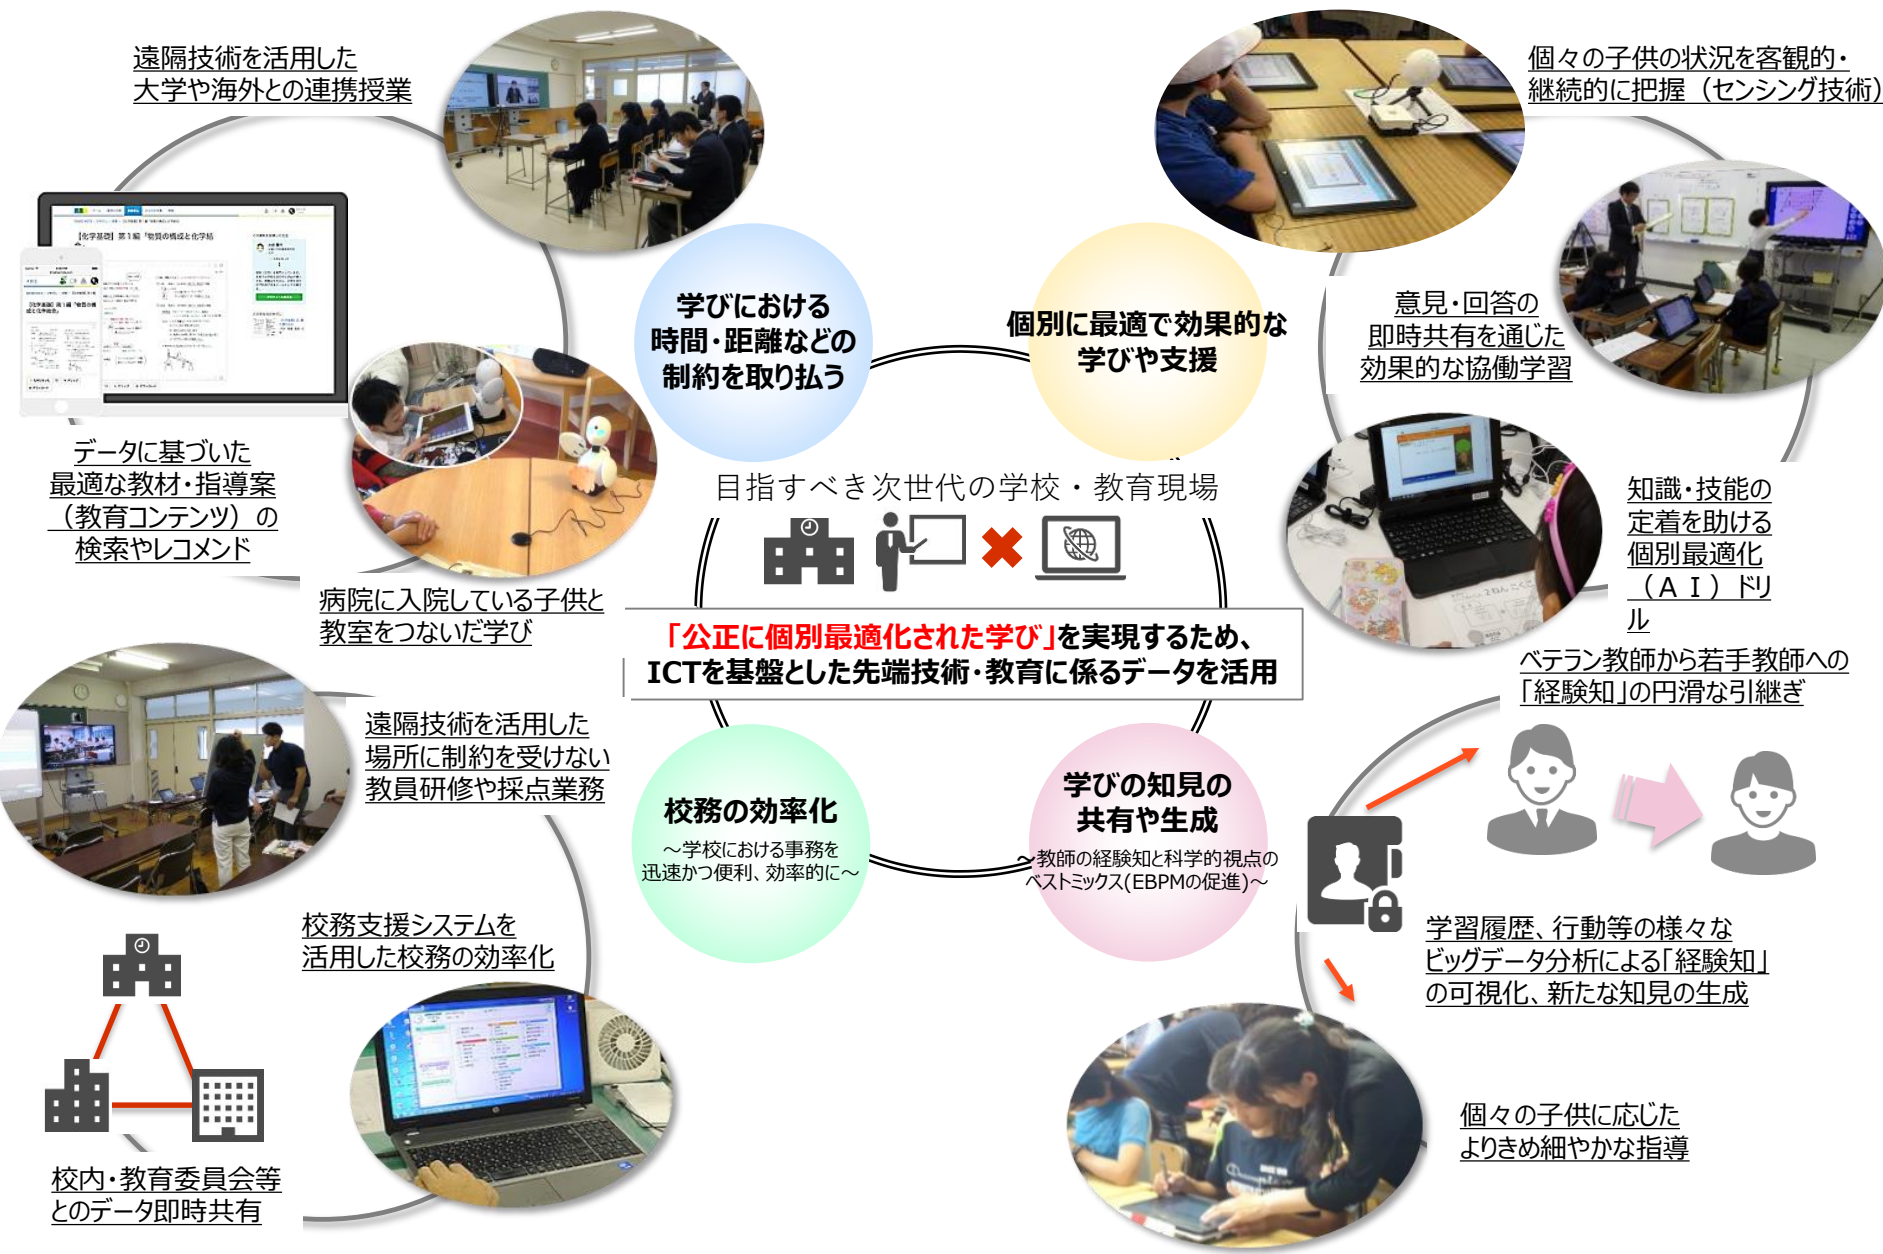 遠隔技術を活用した
大学や海外との連携授業
【化学基礎】第1編「物質の構成と化学結
データに基づいた
最適な教材・指導案
（教育コンテンツ）の
検索やレコメンド
病院に入院している子供と
教室をつないだ学び
学びにおける
時間・距離などの
制約を取り払う
個別に最適で効果的な
学びや支援
個々の子供の状況を客観的・
継続的に把握（センシング技術）
意見・回答の
即時共有を通じた
効果的な協働学習
知識・技能の
定着を助ける
個別最適化
（ＡＩ）ドリ
ル
目指すべき次世代の学校・教育現場
「公正に個別最適化された学び」を実現するため、
ICTを基盤とした先端技術・教育に係るデータを活用
遠隔技術を活用した
場所に制約を受けない
教員研修や採点業務
校務支援システムを
活用した校務の効率化
校内・教育委員会等
とのデータ即時共有
校務の効率化
～学校における事務を
迅速かつ便利、効率的に～
学びの知見の
共有や生成
～教師の経験知と科学的視点の
ベストミックス(EBPMの促進)～
ベテラン教師から若手教師への
「経験知」の円滑な引継ぎ
学習履歴、行動等の様々な
ビッグデータ分析による「経験知」
の可視化、新たな知見の生成
個々の子供に応じた
よりきめ細やかな指導